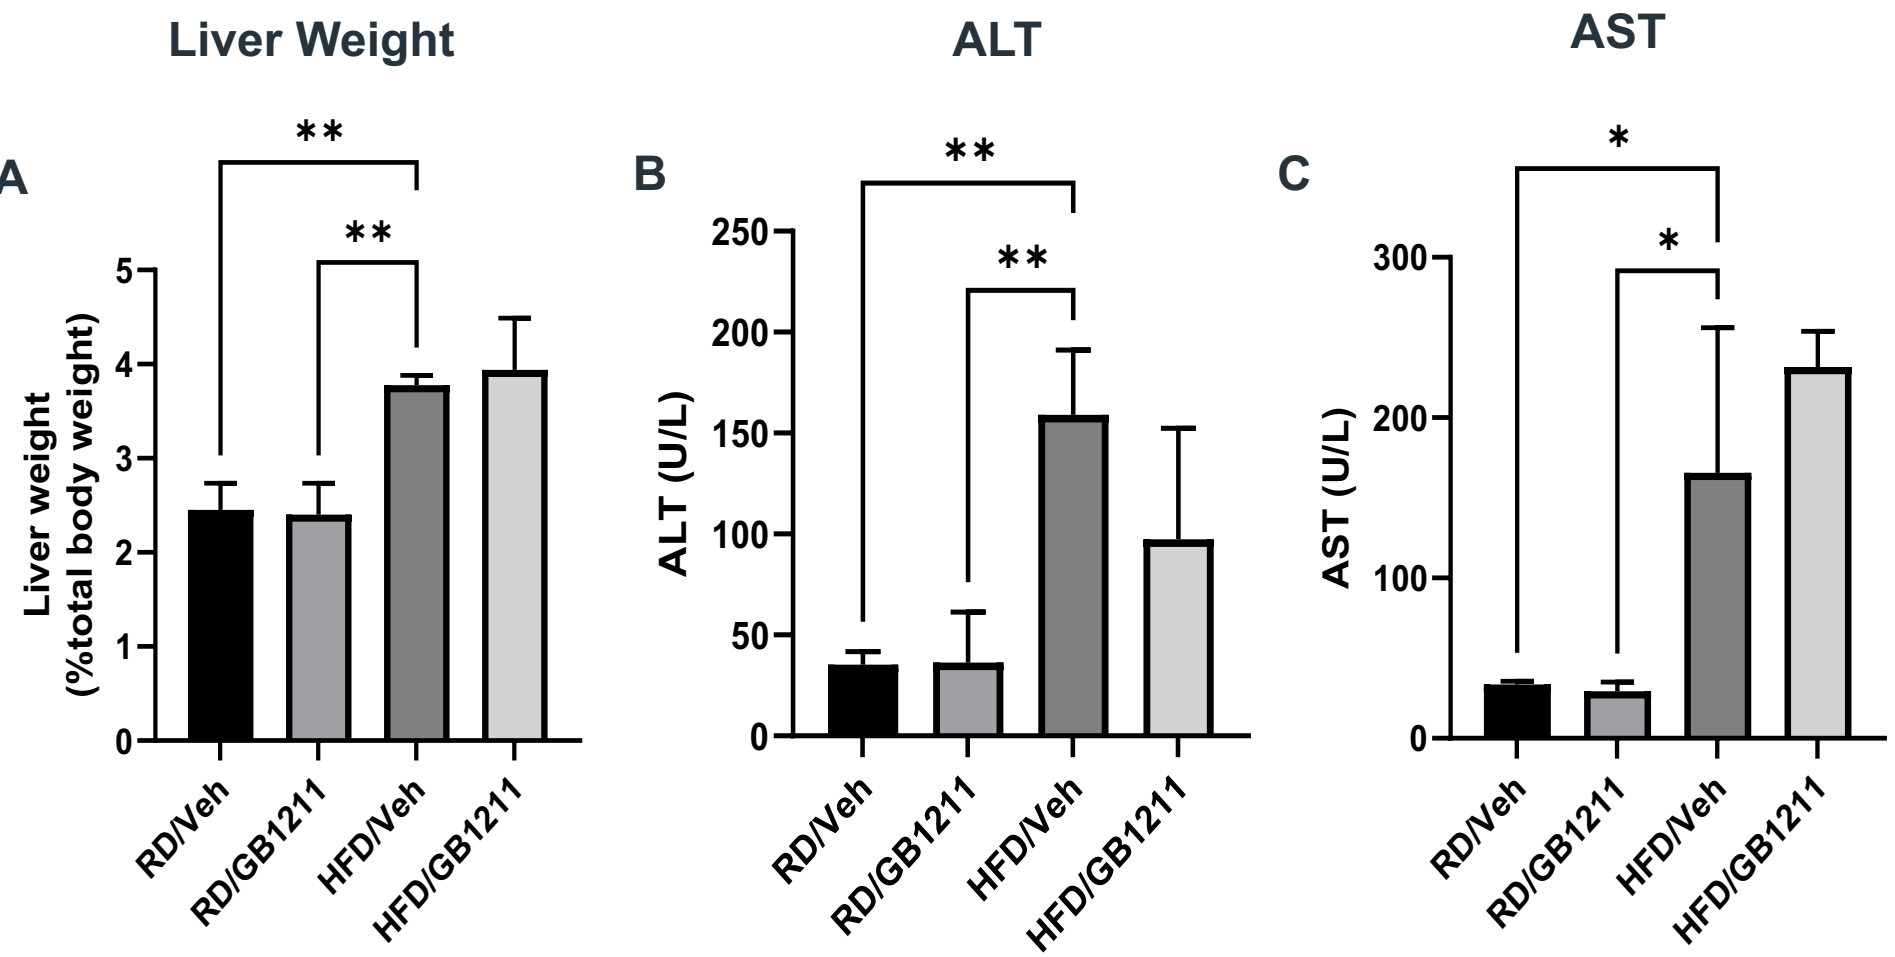 Liver Weight
A
**
**
5
4
3
2
1
0
Liver weight
(%total body weight)
RD/Veh
RD/GB1211
HFD/Veh
HFD/GB1211
ALT
B
**
**
250
200
150
100
50
0
ALT (U/L)
RD/Veh
RD/GB1211
HFD/Veh
HFD/GB1211
AST
C
*
*
300
200
100
0
AST (U/L)
RD/Veh
RD/GB1211
HFD/Veh
HFD/GB1211